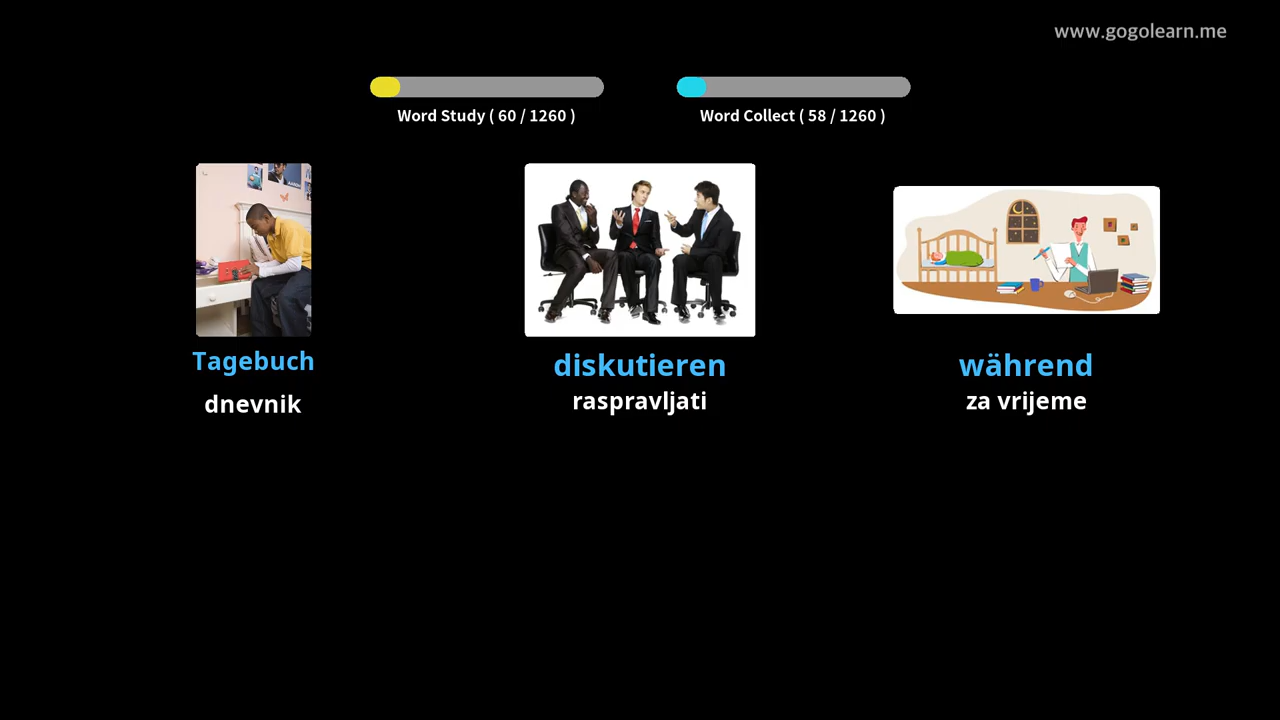 www.gogolearn.me
Word Study ( 60 / 1260 )
Word Collect ( 58 / 1260 )
Tagebuch
dnevnik
diskutieren
raspravljati
während
za vrijeme